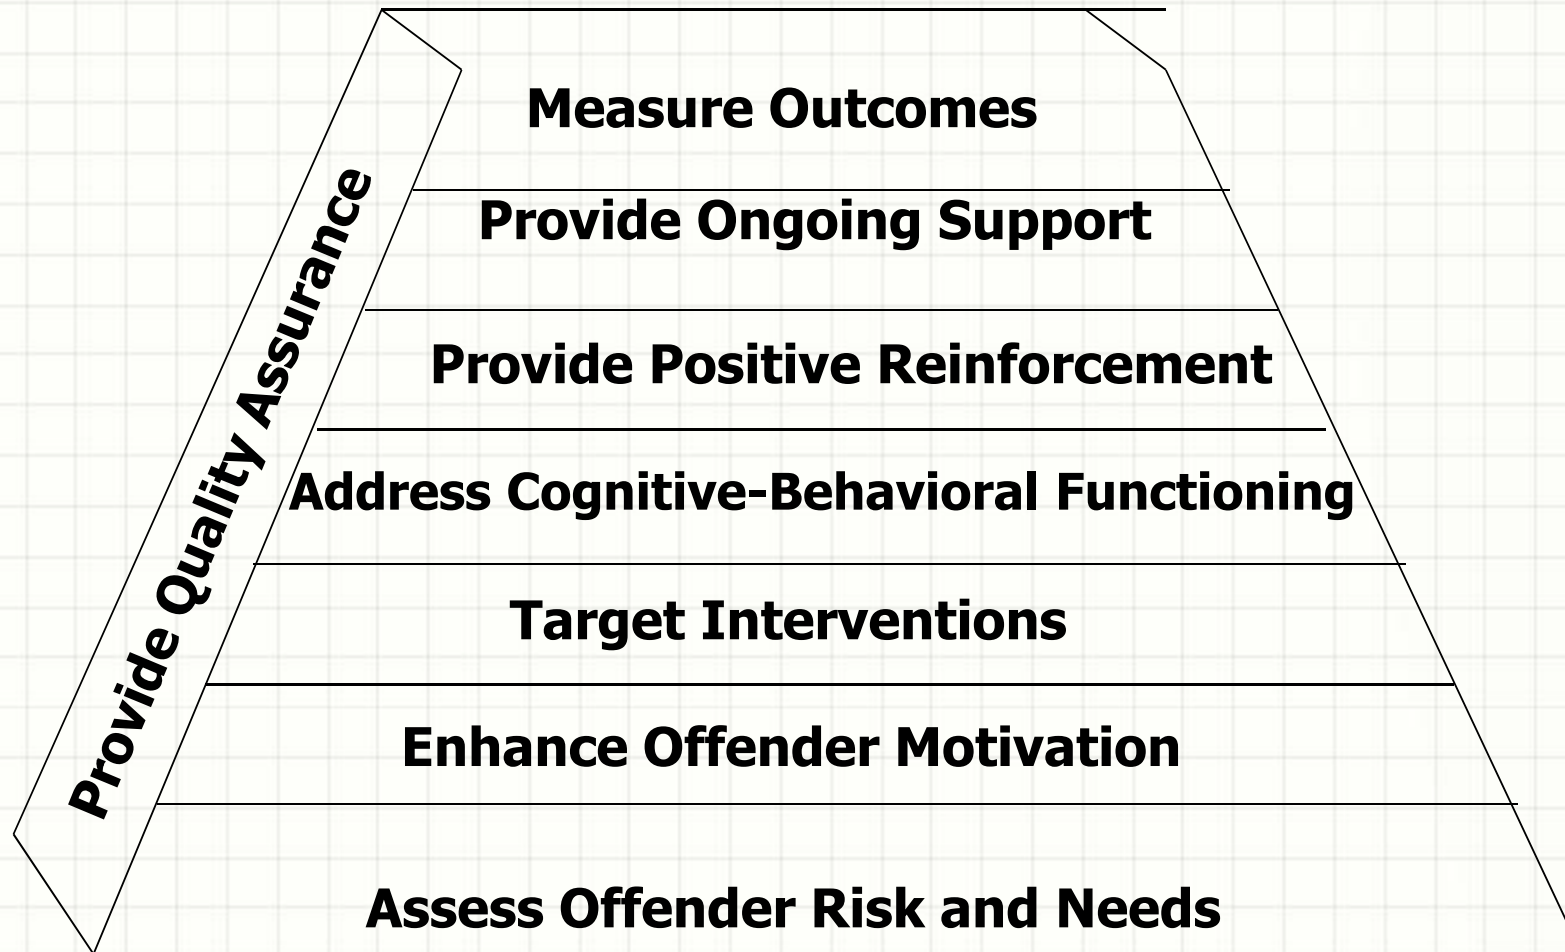 Measure Outcomes
Provide Ongoing Support
Provide Positive Reinforcement
Address Cognitive-Behavioral Functioning
Target Interventions
Enhance Offender Motivation
Assess Offender Risk and Needs
Provide Quality Assurance